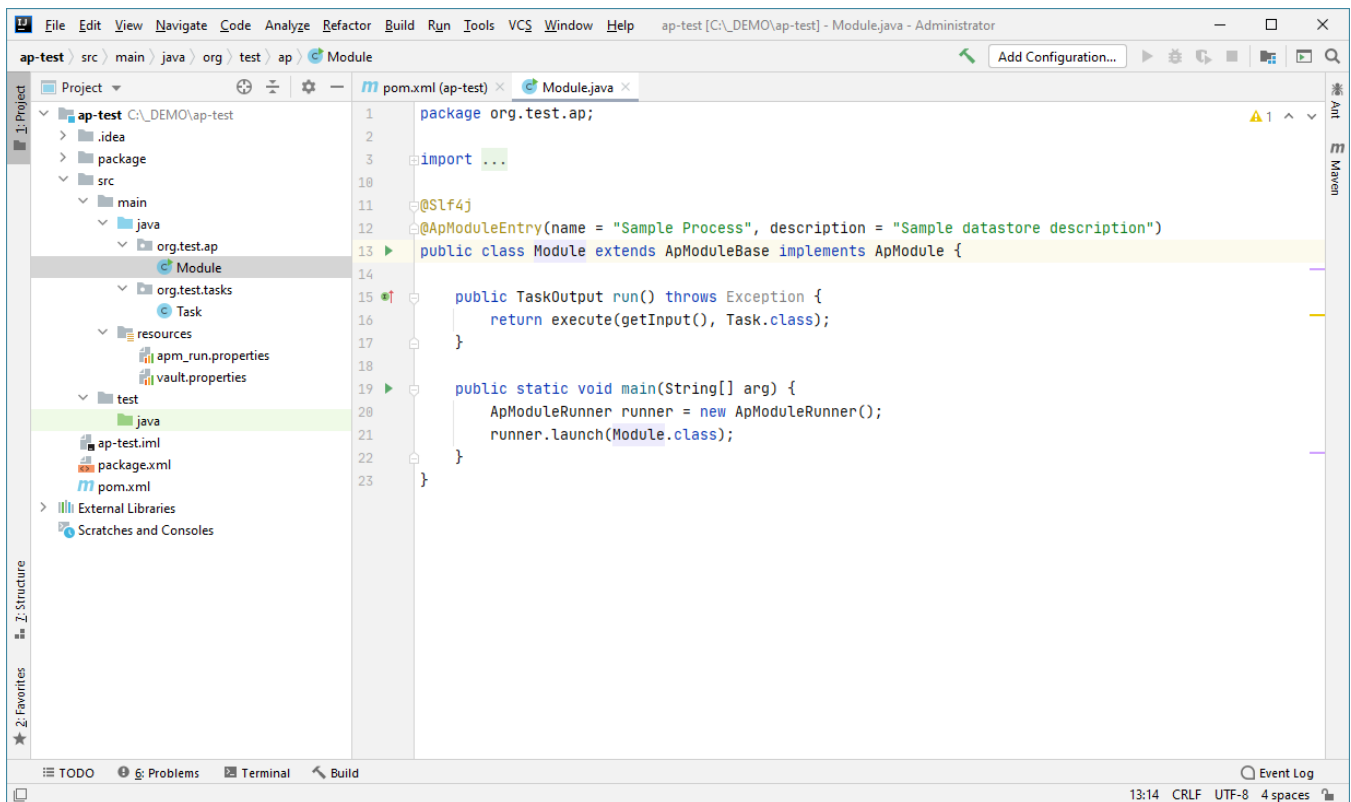 File Edit View Navigate Code Analyze Refactor Build Run Tools VCS Window Help ap-test [C:\_DEMO\ap-test] - Module.java - Administrator
ap-test src main java org test ap Module Add Configuration...
1: Project
Project
ap-test C:\_DEMO\ap-test
.idea
package
src
main
java
org.test.ap
Module
org.test.tasks
Task
resources
apm_run.properties
vault.properties
test
java
ap-test.iml
package.xml
pom.xml
External Libraries
Scratches and Consoles
7: Structure
2: Favorites
pom.xml (ap-test) Module.java
1 package org.test.ap;
2
3 import ...
10
11 @Slf4j
12 @ApModuleEntry(name = "Sample Process", description = "Sample datastore description")
13 public class Module extends ApModuleBase implements ApModule {
14
15 public TaskOutput run() throws Exception {
16 return execute(getInput(), Task.class);
17 }
18
19 public static void main(String[] arg) {
20 ApModuleRunner runner = new ApModuleRunner();
21 runner.launch(Module.class);
22 }
23 }
1
Ant
m Maven
TODO 6: Problems Terminal Build Event Log
13:14 CRLF UTF-8 4 spaces